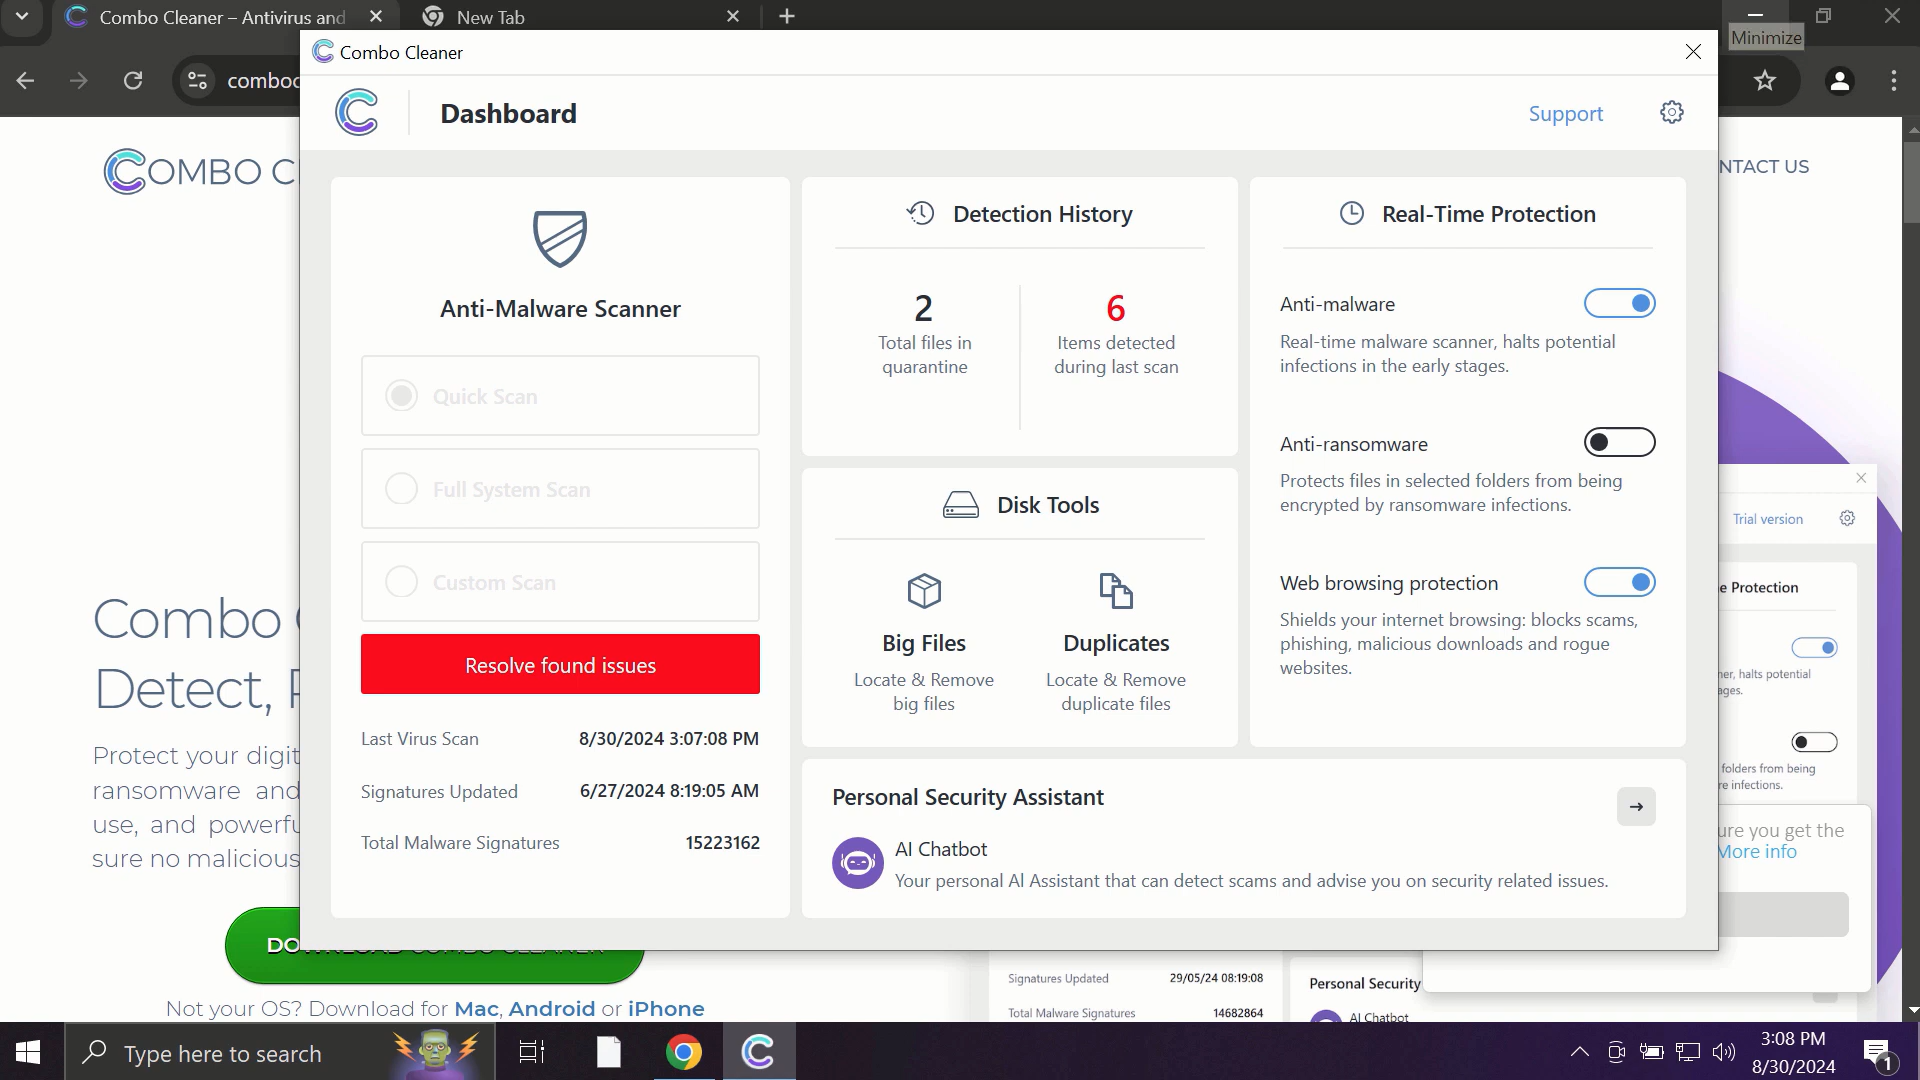 Combo Cleaner – Antivirus and
New Tab
Minimize
Combo Cleaner
Dashboard
Support
OMBO C
NTACT US
Anti-Malware Scanner
Quick Scan
Full System Scan
Custom Scan
Resolve found issues
Last Virus Scan 8/30/2024 3:07:08 PM
Signatures Updated 6/27/2024 8:19:05 AM
Total Malware Signatures 15223162
Detection History
2
Total files in
quarantine
6
Items detected
during last scan
Disk Tools
Big Files
Locate & Remove
big files
Duplicates
Locate & Remove
duplicate files
Real-Time Protection
Anti-malware
Real-time malware scanner, halts potential
infections in the early stages.
Anti-ransomware
Protects files in selected folders from being
encrypted by ransomware infections.
Web browsing protection
Shields your internet browsing: blocks scams,
phishing, malicious downloads and rogue
websites.
Personal Security Assistant
AI Chatbot
Your personal AI Assistant that can detect scams and advise you on security related issues.
Combo
Detect,
Protect your digit
ransomware and
use, and powerfu
sure no malicious
DOWNLOAD COMBO CLEANER
Not your OS? Download for Mac, Android or iPhone
Trial version
e Protection
ner, halts potential
ages.
folders from being
re infections.
ure you get the
More info
Signatures Updated 29/05/24 08:19:08
Total Malware Signatures 14682864
Personal Security
AI Chatbot
Type here to search
3:08 PM
8/30/2024
1